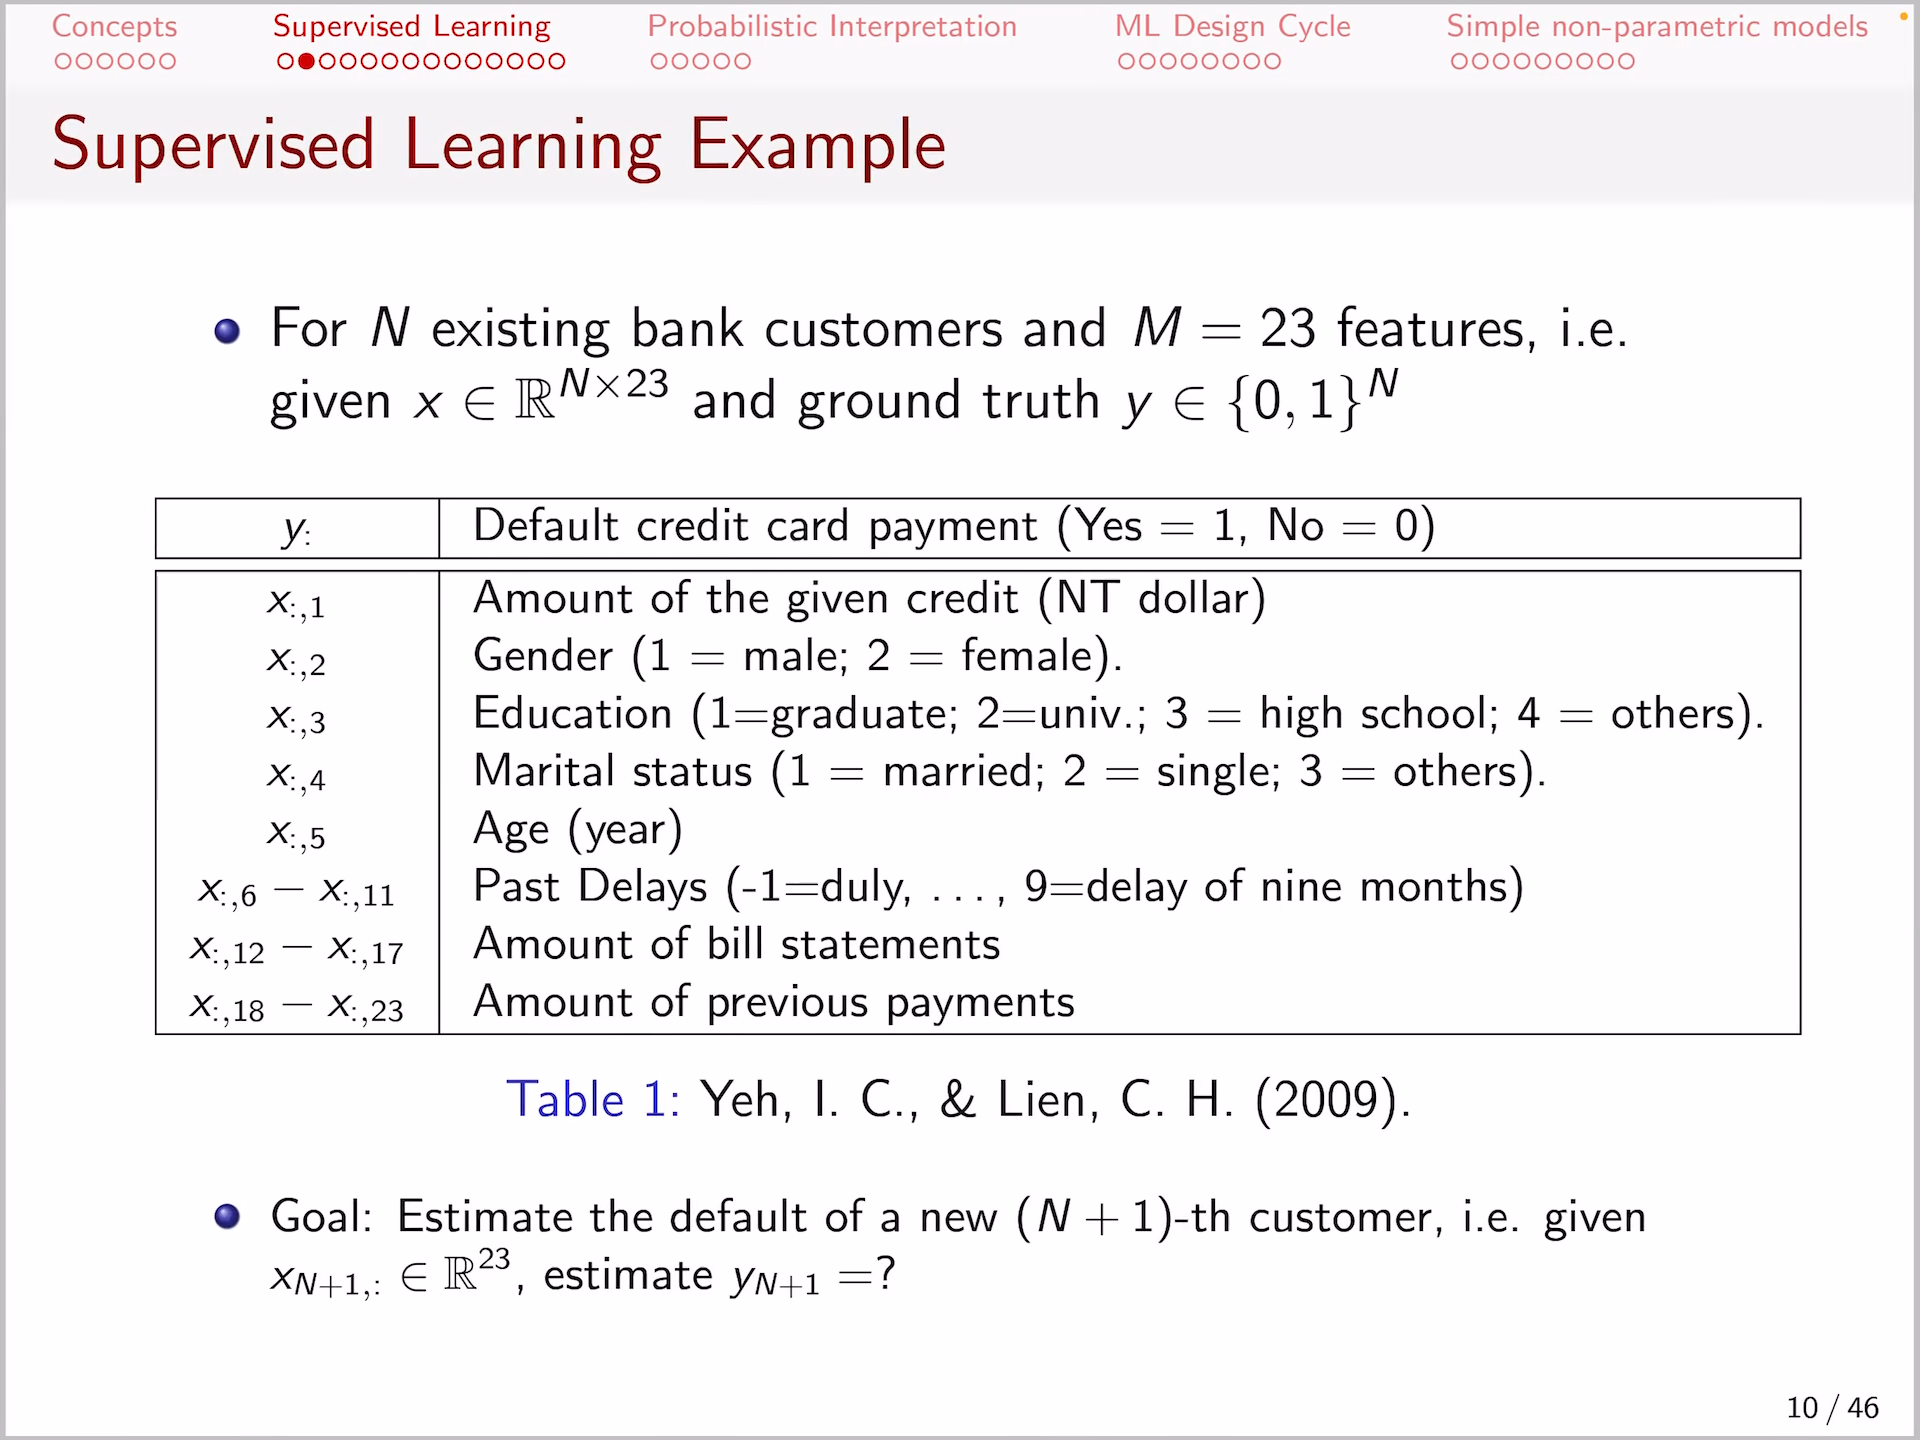 Concepts Supervised Learning Probabilistic Interpretation ML Design Cycle Simple non-parametric models
Supervised Learning Example
For N existing bank customers and M = 23 features, i.e.
given x ∈ ℝ^{N×23} and ground truth y ∈ {0, 1}^N
y_: Default credit card payment (Yes = 1, No = 0)
x_{:,1} Amount of the given credit (NT dollar)
x_{:,2} Gender (1 = male; 2 = female).
x_{:,3} Education (1=graduate; 2=univ.; 3 = high school; 4 = others).
x_{:,4} Marital status (1 = married; 2 = single; 3 = others).
x_{:,5} Age (year)
x_{:,6} − x_{:,11} Past Delays (-1=duly, ..., 9=delay of nine months)
x_{:,12} − x_{:,17} Amount of bill statements
x_{:,18} − x_{:,23} Amount of previous payments
Table 1: Yeh, I. C., & Lien, C. H. (2009).
Goal: Estimate the default of a new (N + 1)-th customer, i.e. given
x_{N+1,:} ∈ ℝ^{23}, estimate y_{N+1} =?
10 / 46